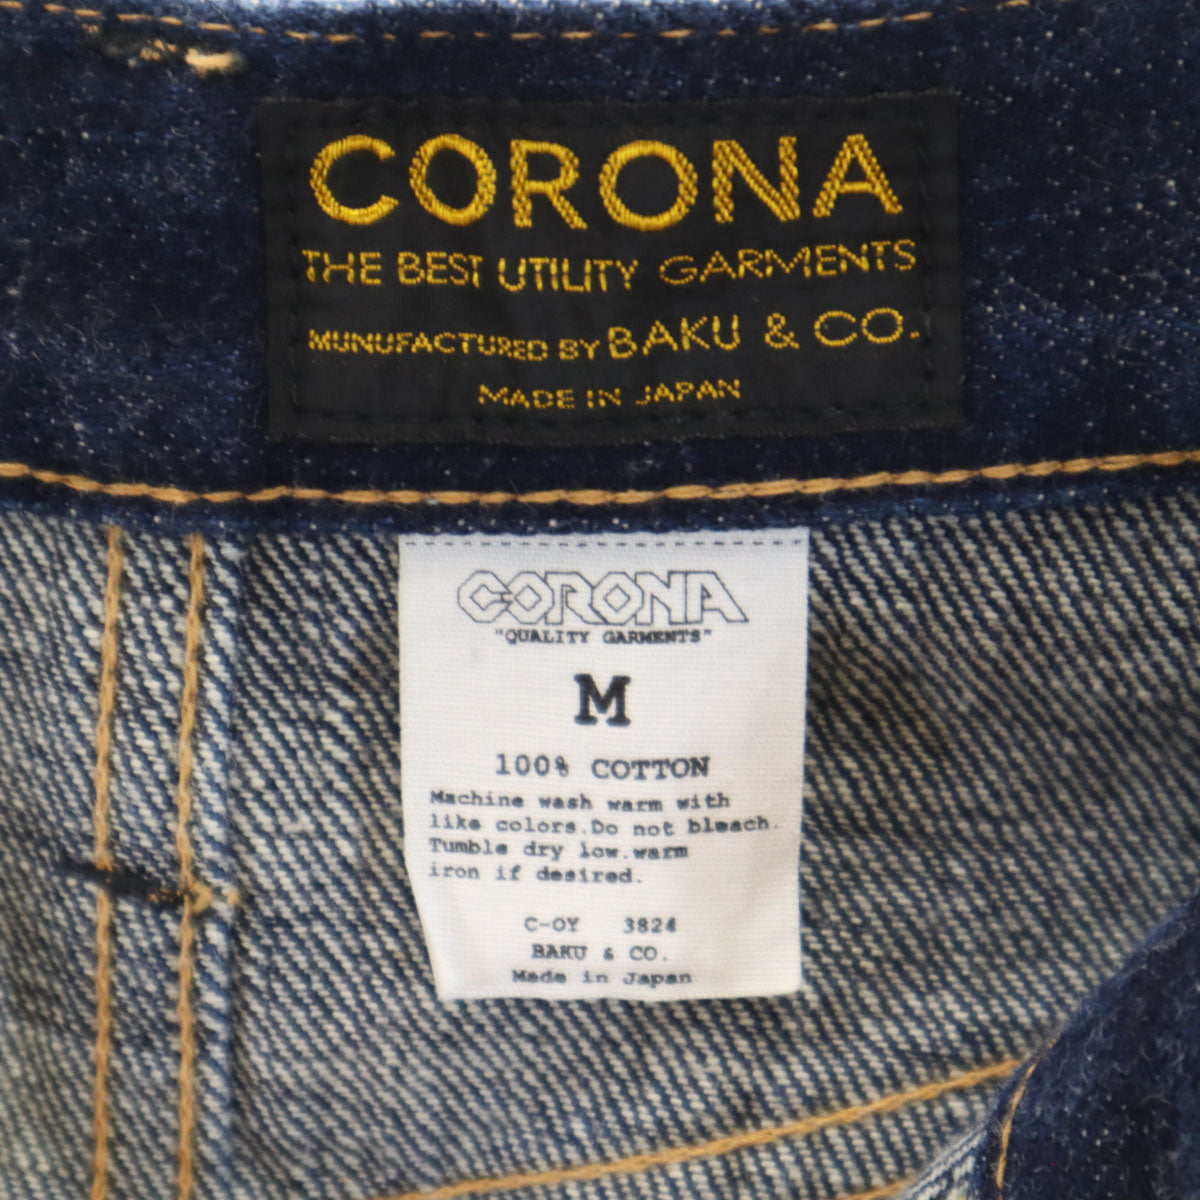 CORONA
THE BEST UTILITY GARMENTS
MUNUFACTURED BY BAKU & CO.
MADE IN JAPAN
CORONA
"QUALITY GARMENTS"
M
100% COTTON
Machine wash warm with
like colors.Do not bleach.
Tumble dry low.warm
iron if desired.
C-OY 3824
BAKU & CO.
Made in Japan